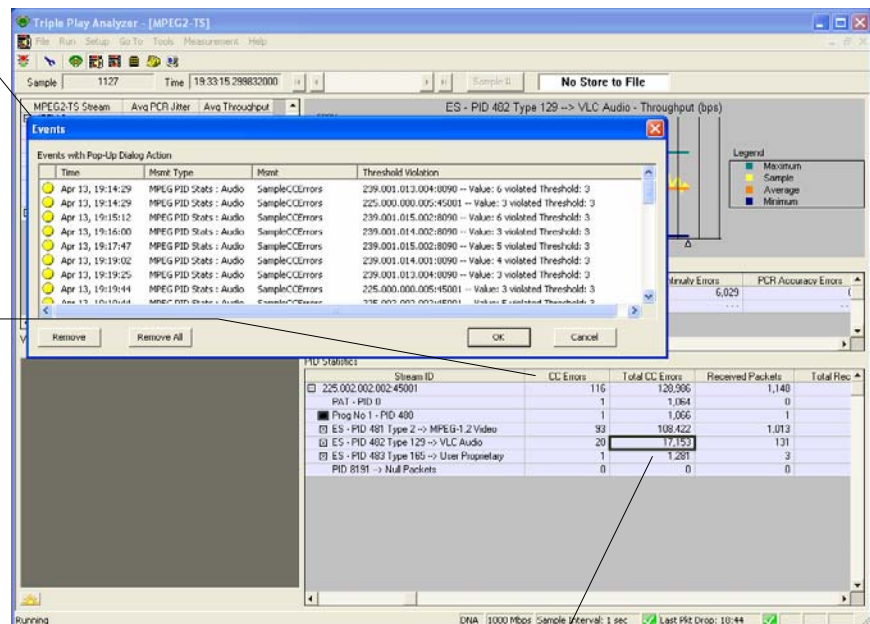 Triple Play Analyzer - [MPEG2-TS]
File Run Setup Go To Tools Measurement Help
Sample 1127 Time 19:33:15.299832000 Sample II No Store to File
MPEG2-TS Stream Avg PCR Jitter Avg Throughput
ES - PID 482 Type 129 --> VLC Audio - Throughput (bps)
Legend
Maximum
Sample
Average
Minimum
Events
Events with Pop-Up Dialog Action
Time Msmt Type Msmt Threshold Violation
Apr 13, 19:14:29 MPEG PID Stats : Audio SampleCCErrors 239.001.013.004:8090 -- Value: 6 violated Threshold: 3
Apr 13, 19:14:29 MPEG PID Stats : Audio SampleCCErrors 225.000.000.005:45001 -- Value: 3 violated Threshold: 3
Apr 13, 19:15:12 MPEG PID Stats : Audio SampleCCErrors 239.001.015.002:8090 -- Value: 6 violated Threshold: 3
Apr 13, 19:16:00 MPEG PID Stats : Audio SampleCCErrors 239.001.014.002:8090 -- Value: 3 violated Threshold: 3
Apr 13, 19:17:47 MPEG PID Stats : Audio SampleCCErrors 239.001.015.002:8090 -- Value: 5 violated Threshold: 3
Apr 13, 19:19:02 MPEG PID Stats : Audio SampleCCErrors 239.001.014.001:8090 -- Value: 4 violated Threshold: 3
Apr 13, 19:19:25 MPEG PID Stats : Audio SampleCCErrors 239.001.013.004:8090 -- Value: 3 violated Threshold: 3
Apr 13, 19:19:44 MPEG PID Stats : Audio SampleCCErrors 225.000.000.005:45001 -- Value: 3 violated Threshold: 3
Remove Remove All OK Cancel
Errors PCR Accuracy Errors
6,029
PID Statistics
Stream ID CC Errors Total CC Errors Received Packets Total Rec
225.002.002.002:45001 116 128,986 1,148
PAT - PID 0 1 1,064 0
Prog No 1 - PID 480 1 1,066 1
ES - PID 481 Type 2 --> MPEG-1,2 Video 93 108,422 1,013
ES - PID 482 Type 129 --> VLC Audio 20 17,153 131
ES - PID 483 Type 165 --> User Proprietary 1 1,281 3
PID 8191 --> Null Packets 0 0 0
Running DNA 1000 Mbps Sample Interval: 1 sec Last Pkt Drop: 18:44